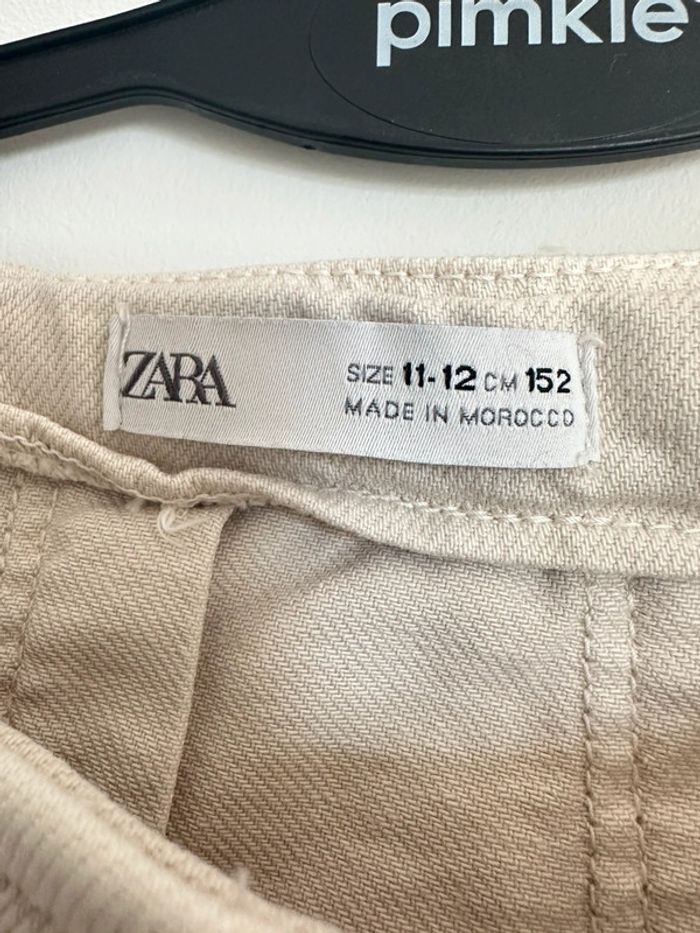 pimkie
ZARA
SIZE 11-12 CM 152
MADE IN MOROCCO